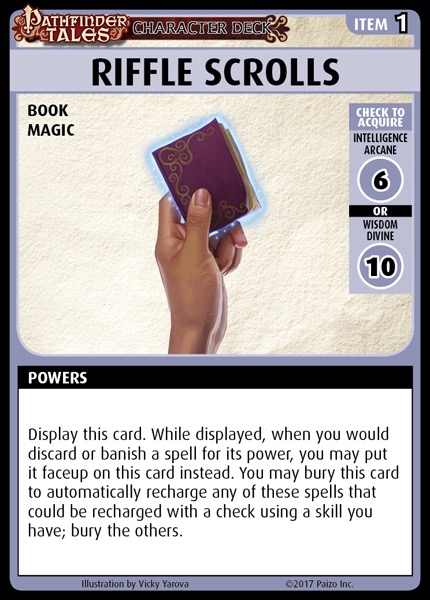 PATHFINDER
TALES
CHARACTER DECK
ITEM 1
RIFFLE SCROLLS
BOOK
MAGIC
CHECK TO
ACQUIRE
INTELLIGENCE
ARCANE
6
OR
WISDOM
DIVINE
10
POWERS
Display this card. While displayed, when you would
discard or banish a spell for its power, you may put
it faceup on this card instead. You may bury this card
to automatically recharge any of these spells that
could be recharged with a check using a skill you
have; bury the others.
Illustration by Vicky Yarova
©2017 Paizo Inc.